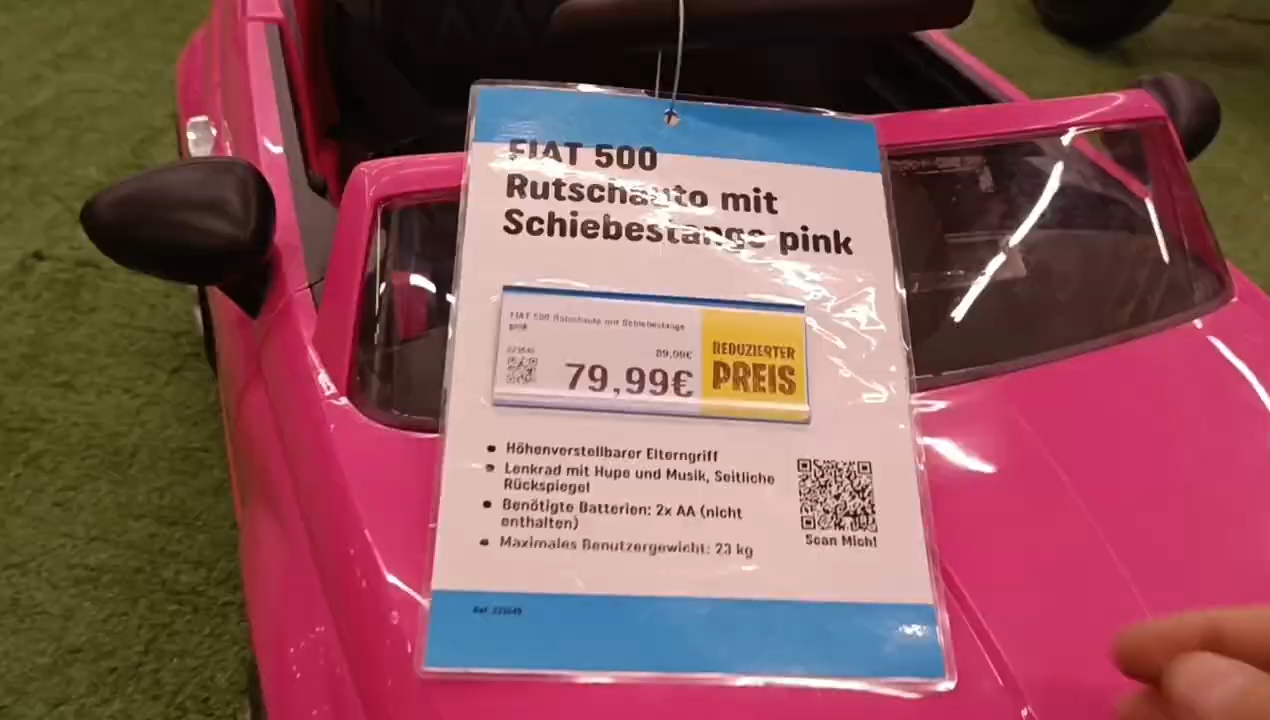 FIAT 500
Rutschauto mit
Schiebestange pink
FIAT 500 Rutschauto mit Schiebestange
pink
89,99€
79,99€
REDUZIERTER
PREIS
Höhenverstellbarer Elterngriff
Lenkrad mit Hupe und Musik, Seitliche
Rückspiegel
Benötigte Batterien: 2x AA (nicht
enthalten)
Maximales Benutzergewicht: 23 kg
Scan Mich!
Ref.